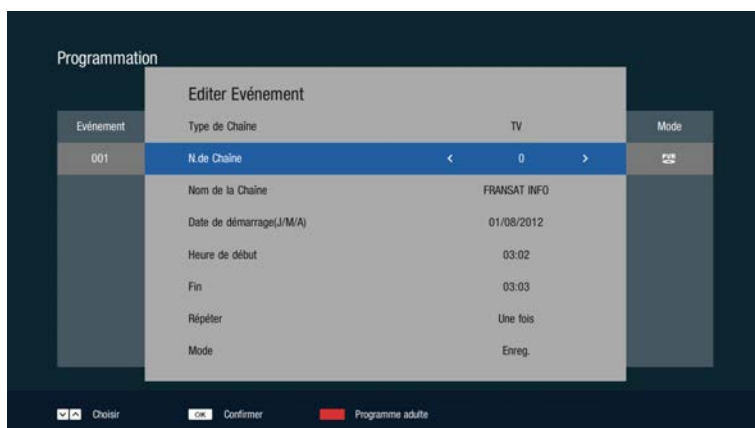 Programmation
Editer Evénement
Evénement
Type de Chaîne TV
Mode
001
N.de Chaîne < 0 >
Nom de la Chaîne FRANSAT INFO
Date de démarrage(J/M/A) 01/08/2012
Heure de début 03:02
Fin 03:03
Répéter Une fois
Mode Enreg.
Choisir OK Confirmer Programme adulte